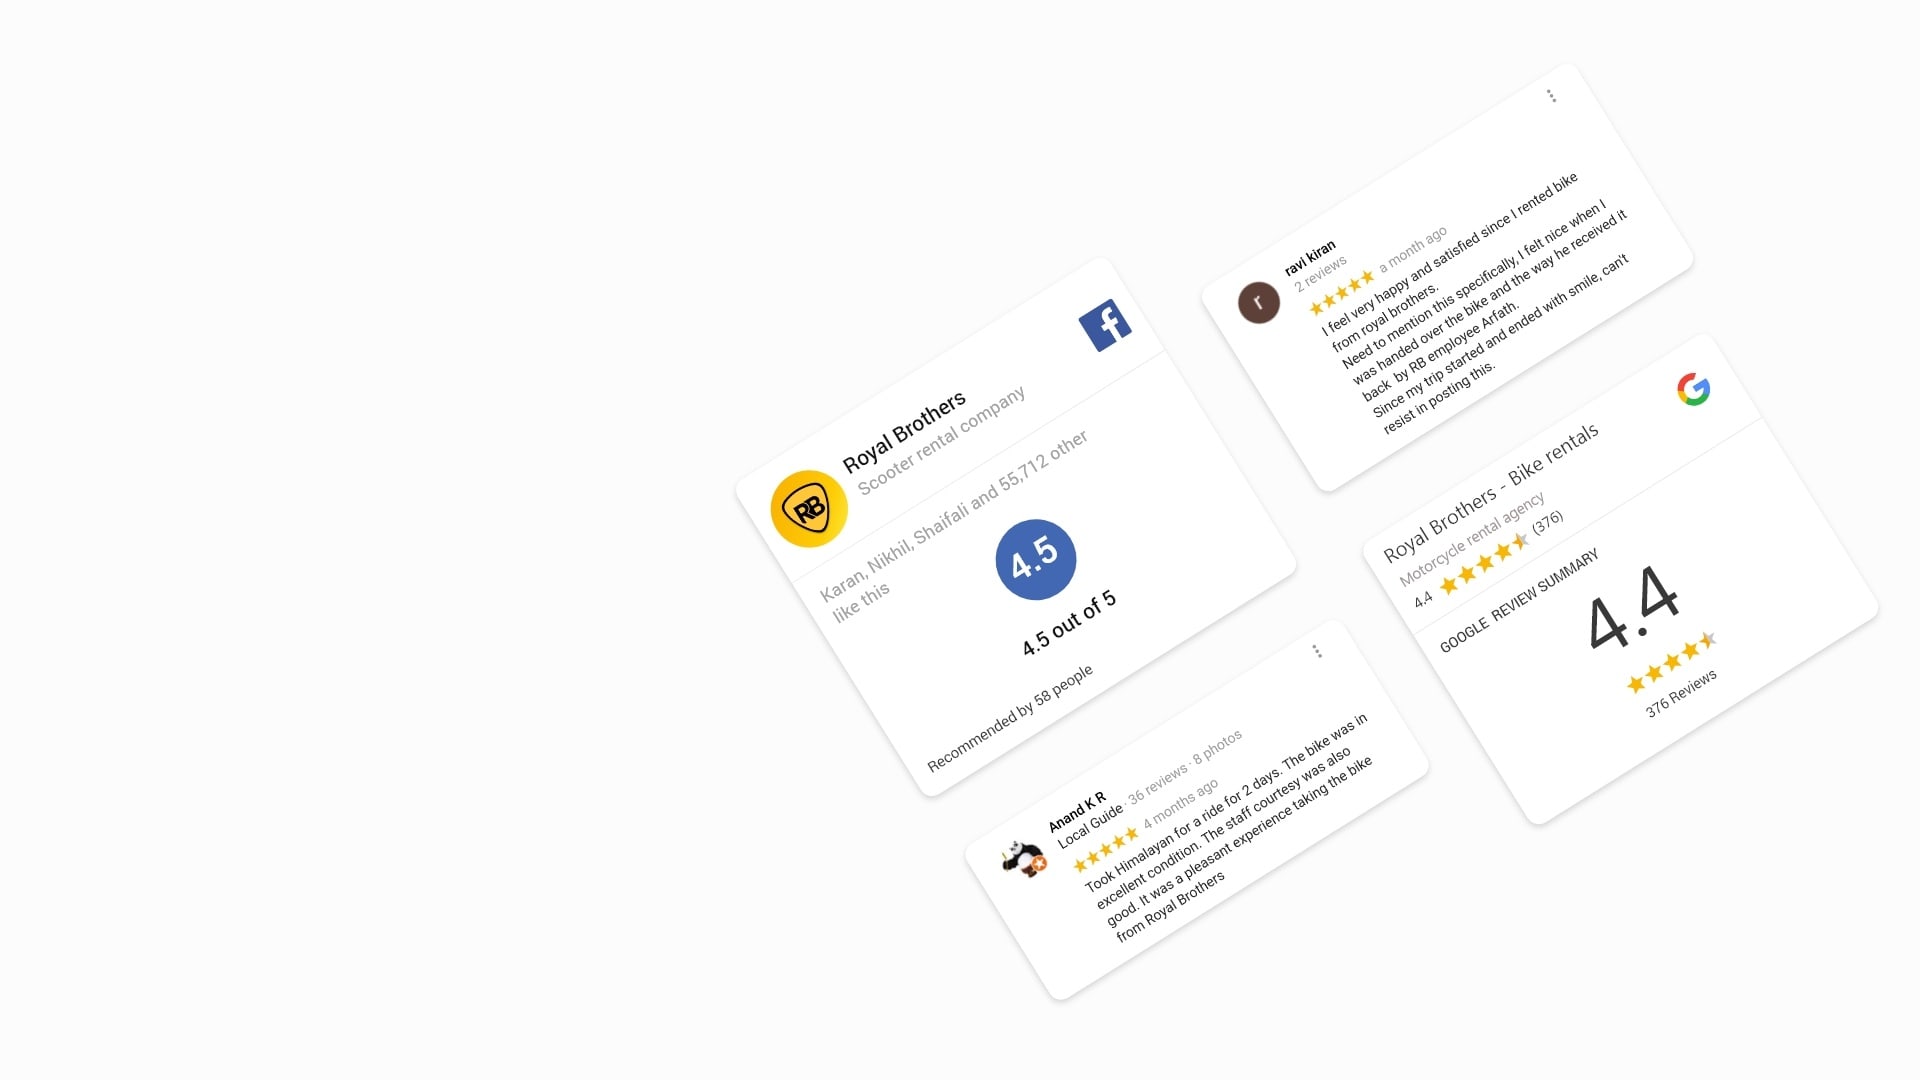 Royal Brothers
Scooter rental company
RB
Karan, Nikhil, Shaifali and 55,712 other
like this
4.5
4.5 out of 5
Recommended by 58 people
ravi kiran
2 reviews
a month ago
r
I feel very happy and satisfied since I rented bike
from royal brothers.
Need to mention this specifically, I felt nice when I
was handed over the bike and the way he received it
back by RB employee Arfath.
Since my trip started and ended with smile, can't
resist in posting this.
Royal Brothers - Bike rentals
Motorcycle rental agency
4.4 (376)
GOOGLE REVIEW SUMMARY
4.4
376 Reviews
Anand K R
Local Guide · 36 reviews · 8 photos
4 months ago
Took Himalayan for a ride for 2 days. The bike was in
excellent condition. The staff courtesy was also
good. It was a pleasant experience taking the bike
from Royal Brothers